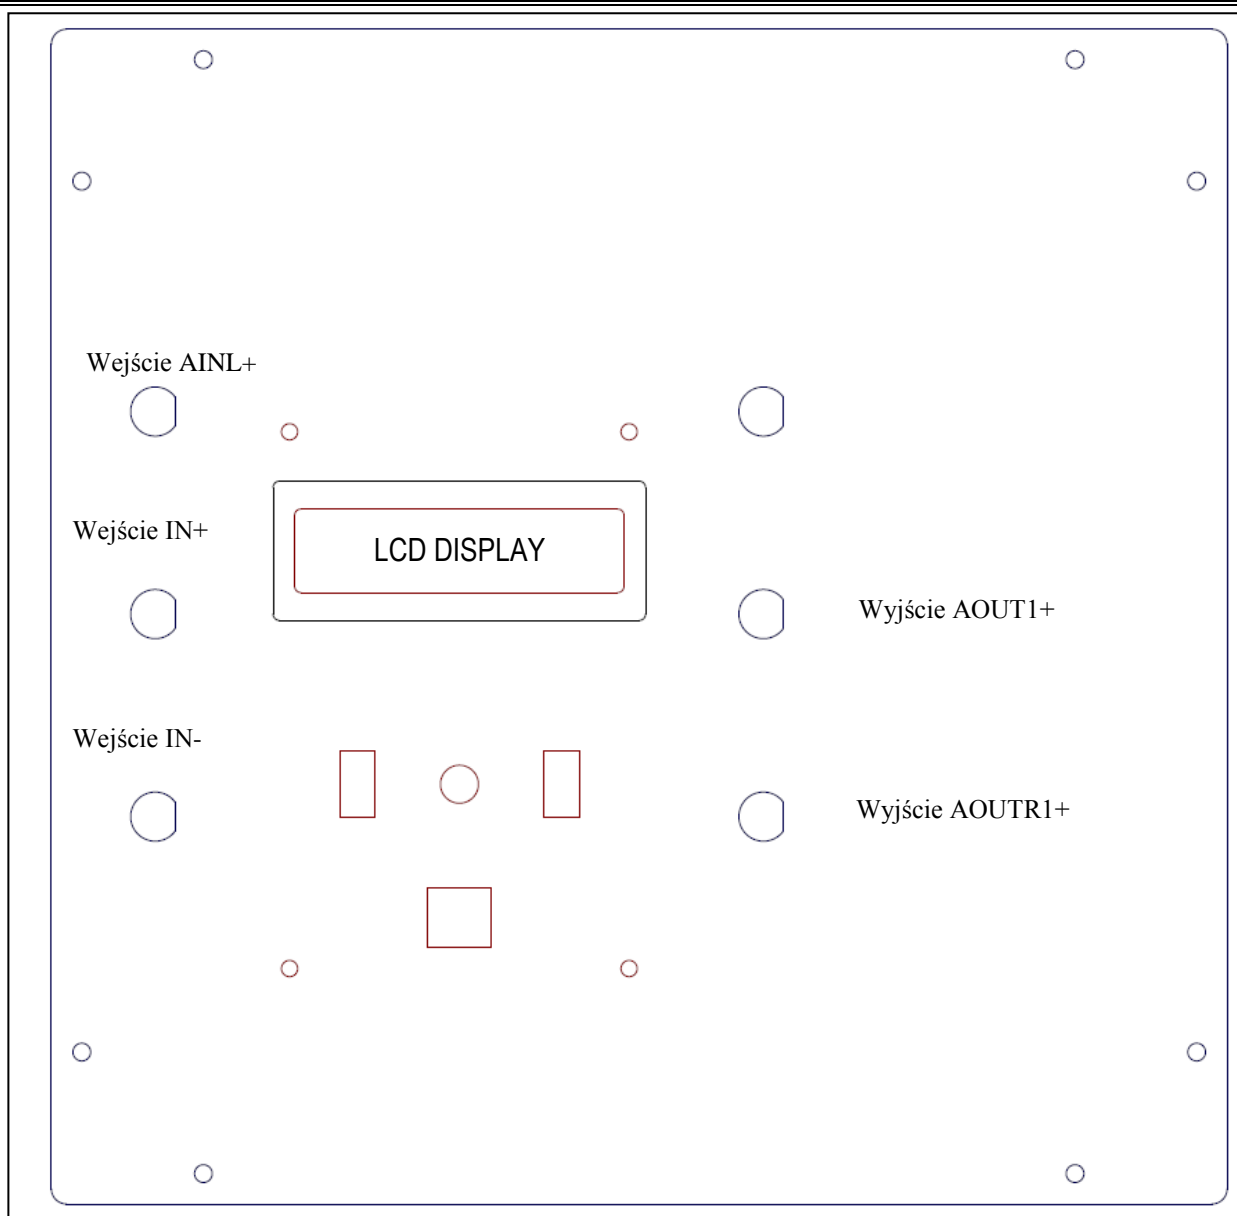 Wejście AINL+
Wejście IN+
LCD DISPLAY
Wyjście AOUT1+
Wejście IN-
Wyjście AOUTR1+